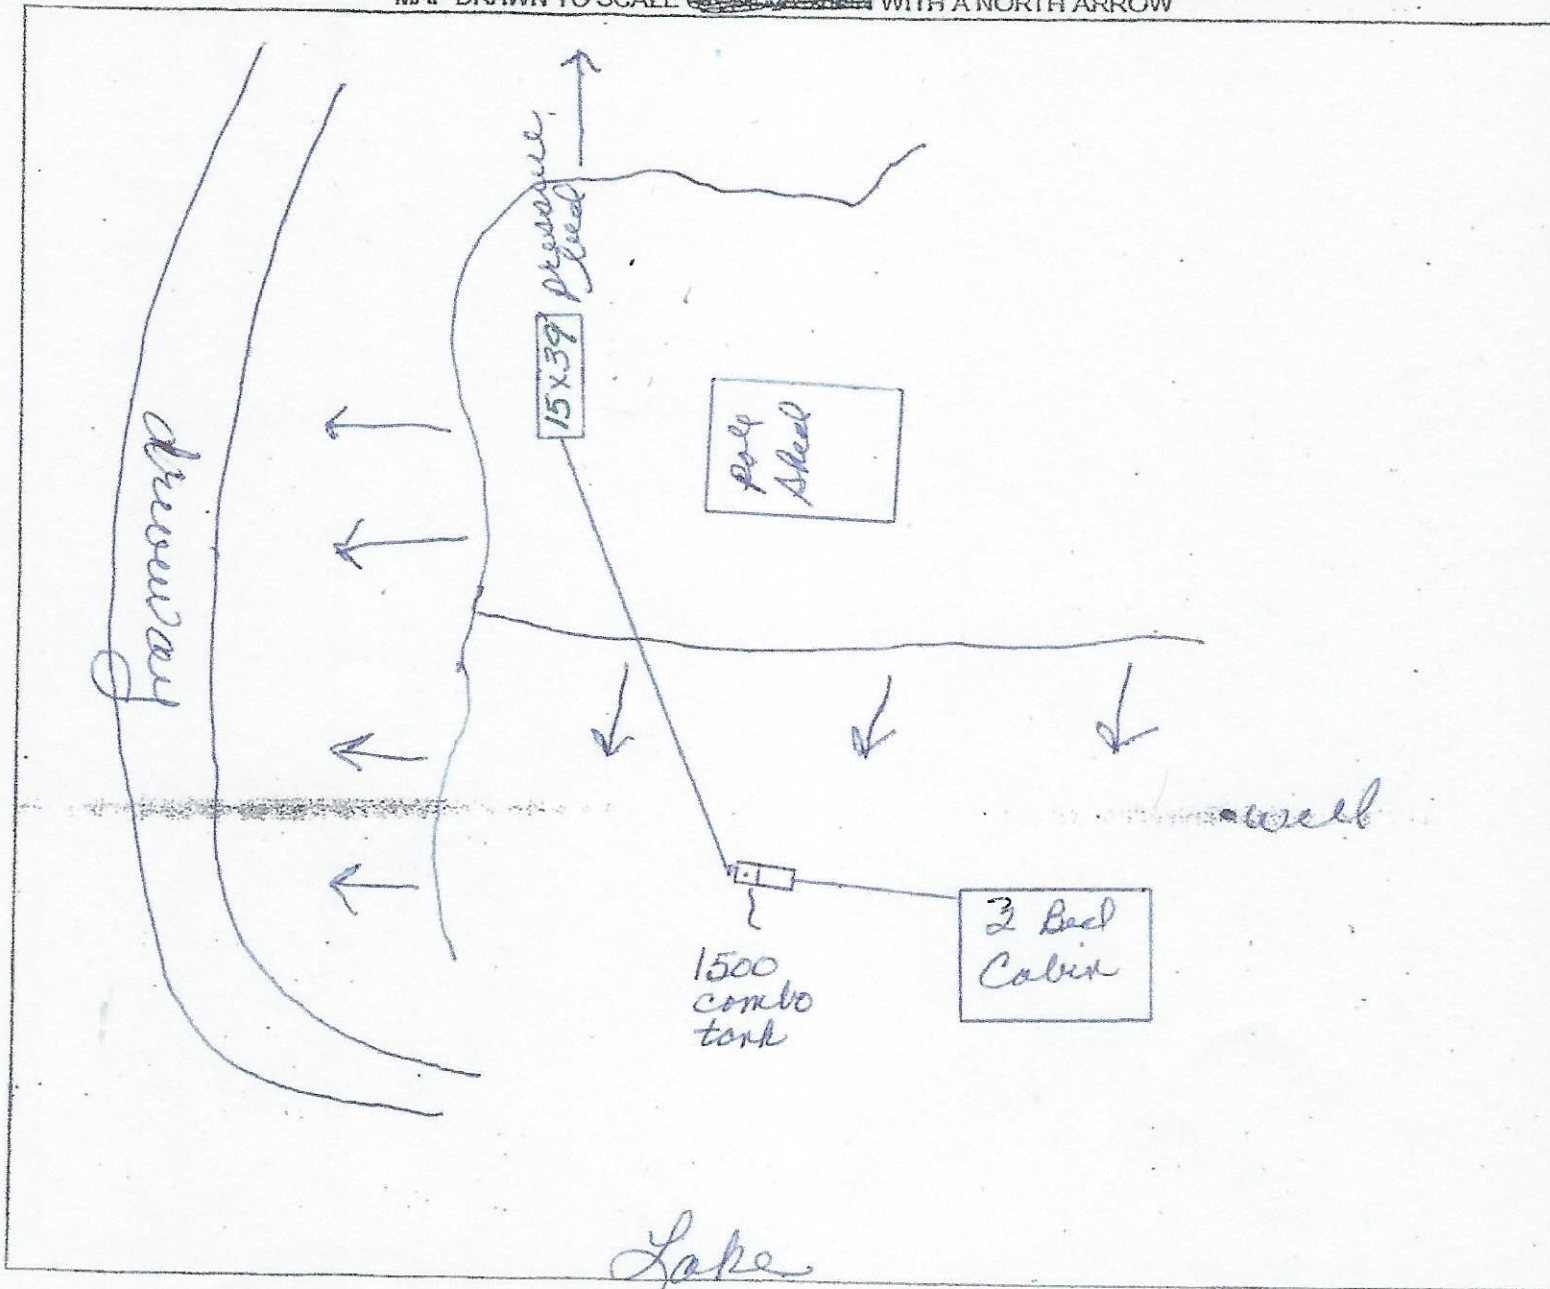 MAP DRAWN TO SCALE WITH A NORTH ARROW
pressure
bed
15x39
pole
shed
driveway
well
1500
combo
tank
Bed
Cabin
Lake